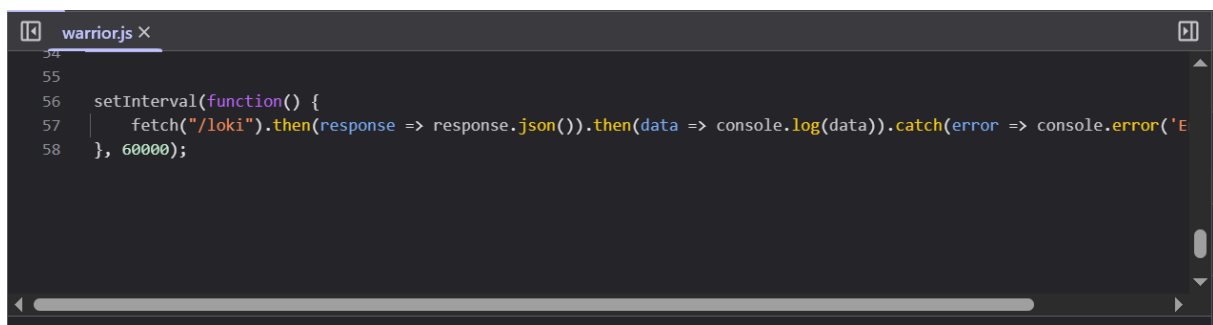 warrior.js ×
54
55
56 setInterval(function() {
57 fetch("/loki").then(response => response.json()).then(data => console.log(data)).catch(error => console.error('E
58 }, 60000);